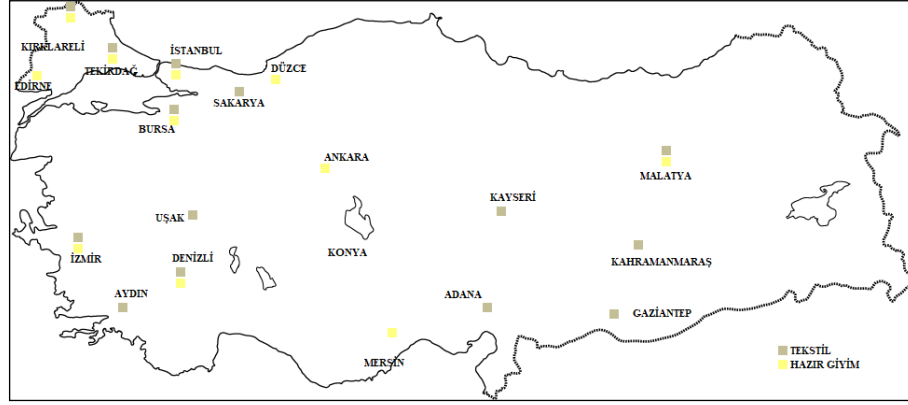 KIRKLARELİ
İSTANBUL
TEKİRDAĞ
DÜZCE
EDİRNE
SAKARYA
BURSA
ANKARA
MALATYA
KAYSERİ
UŞAK
KONYA
İZMİR
DENİZLİ
KAHRAMANMARAŞ
AYDIN
ADANA
GAZİANTEP
TEKSTİL
MERSİN
HAZIR GİYİM